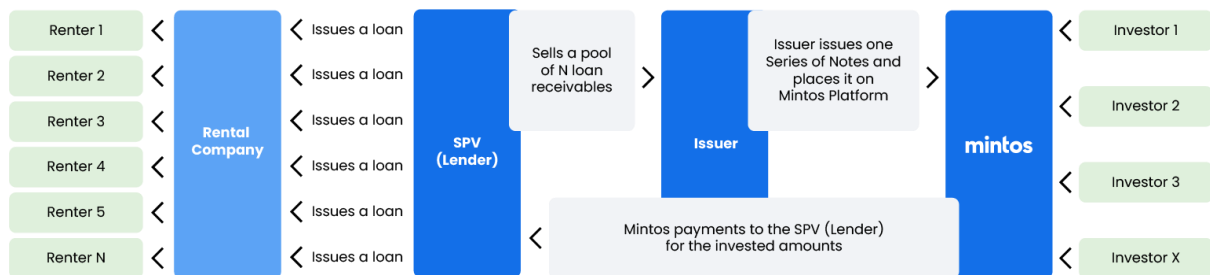 Renter 1
Renter 2
Renter 3
Renter 4
Renter 5
Renter N
Rental
Company
Issues a loan
Issues a loan
Issues a loan
Issues a loan
Issues a loan
Issues a loan
SPV
(Lender)
Sells a pool
of N loan
receivables
Issuer
Issuer issues one
Series of Notes and
places it on
Mintos Platform
Mintos payments to the SPV (Lender)
for the invested amounts
mintos
Investor 1
Investor 2
Investor 3
Investor X